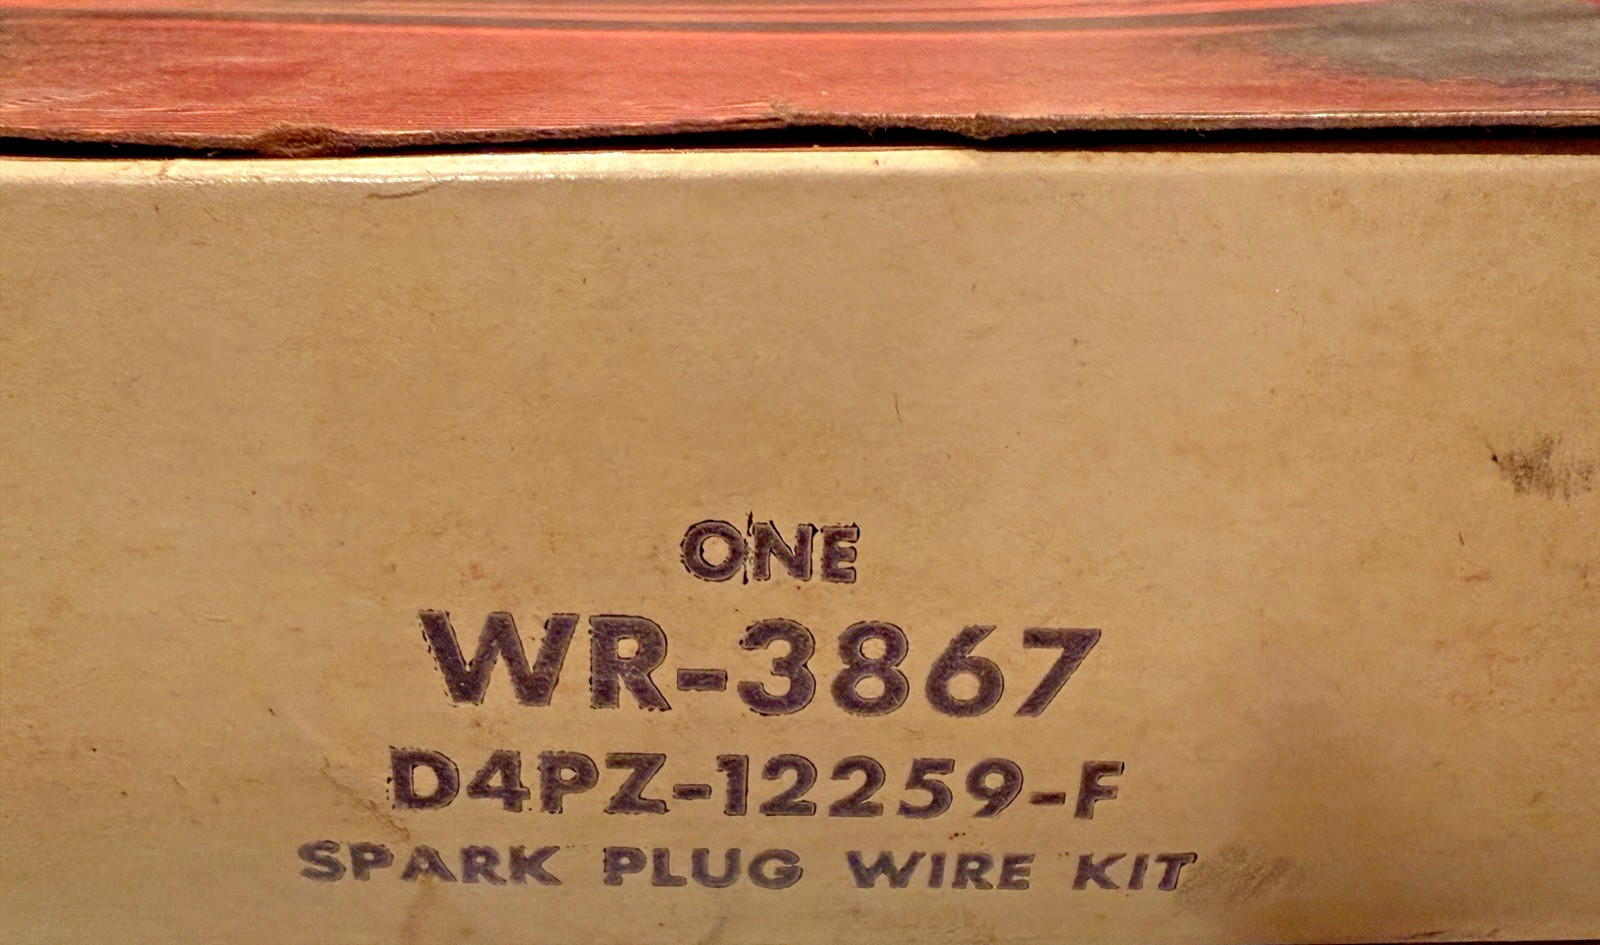 ONE
WR-3867
D4PZ-12259-F
SPARK PLUG WIRE KIT